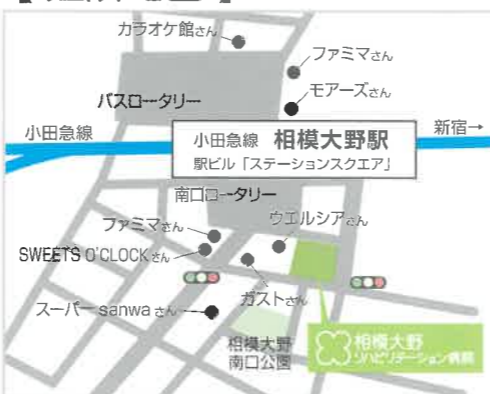 カラオケ館さん
ファミマさん
モアーズさん
バスロータリー
小田急線
新宿→
小田急線 相模大野駅
駅ビル「ステーションスクエア」
南口ロータリー
ウエルシアさん
ファミマさん
SWEETS O'CLOCKさん
ガストさん
スーパー sanwaさん
相模大野
南口公園
相模大野
リハビリテーション病院